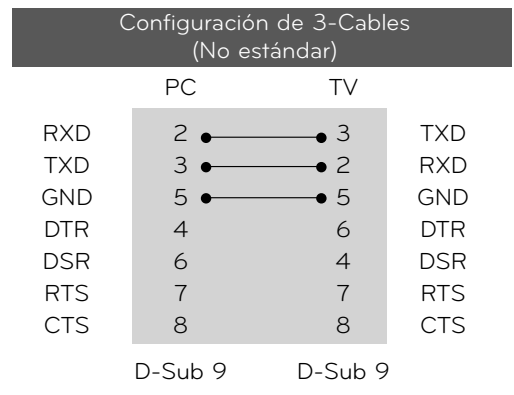 Configuración de 3-Cables
(No estándar)
PC TV
RXD 2 3 TXD
TXD 3 2 RXD
GND 5 5 GND
DTR 4 6 DTR
DSR 6 4 DSR
RTS 7 7 RTS
CTS 8 8 CTS
D-Sub 9 D-Sub 9